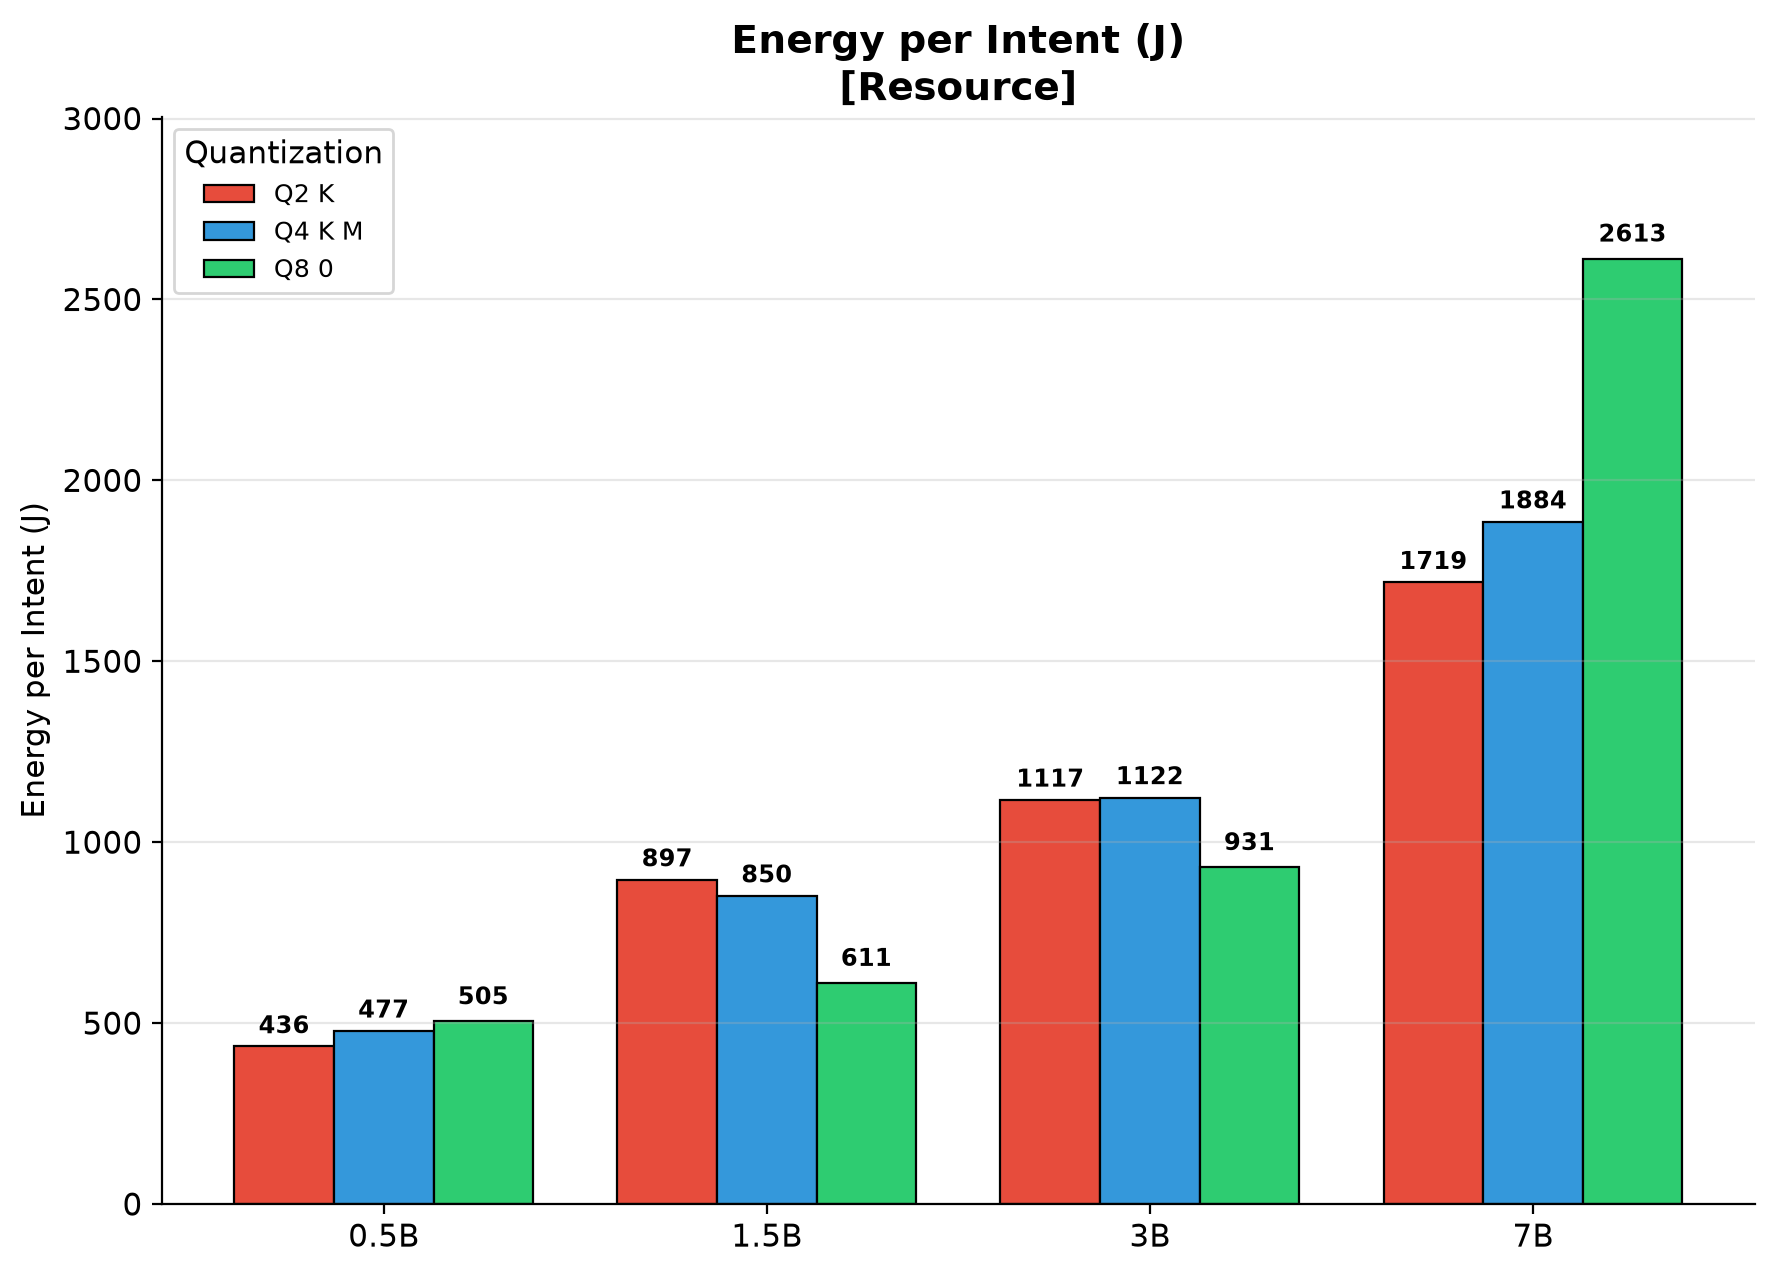 Energy per Intent (J)
[Resource]
Quantization
Q2 K
Q4 K M
Q8 0
Energy per Intent (J)
3000
2500
2000
1500
1000
500
0
436
477
505
897
850
611
1117
1122
931
1719
1884
2613
0.5B
1.5B
3B
7B